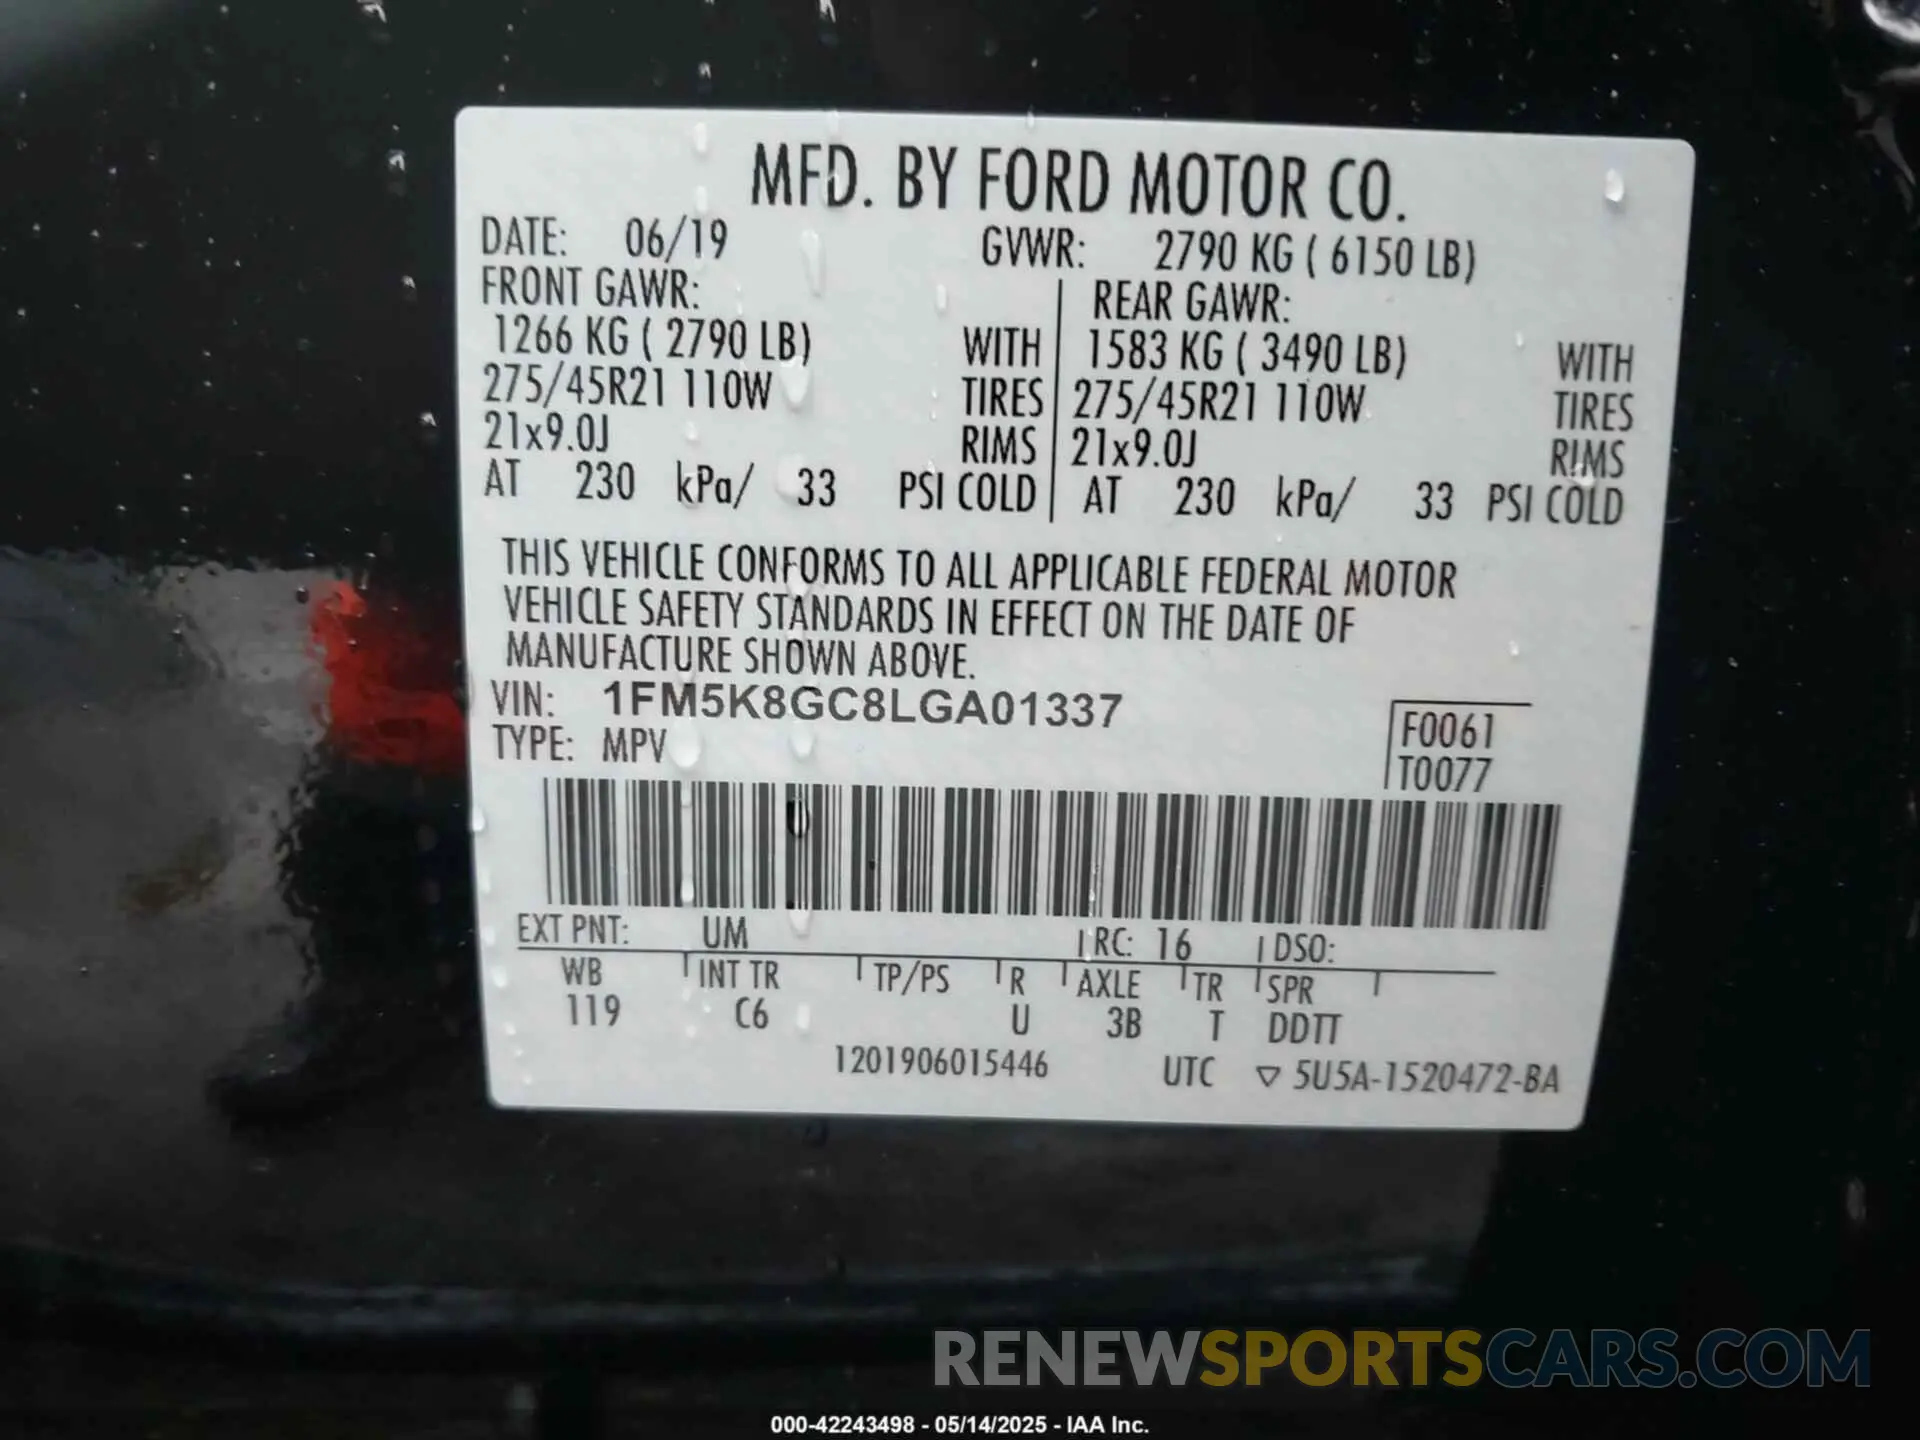 MFD. BY FORD MOTOR CO.
DATE: 06/19 GVWR: 2790 KG ( 6150 LB)
FRONT GAWR: REAR GAWR:
1266 KG ( 2790 LB) WITH 1583 KG ( 3490 LB) WITH
275/45R21 110W TIRES 275/45R21 110W TIRES
21x9.0J RIMS 21x9.0J RIMS
AT 230 kPa/ 33 PSI COLD AT 230 kPa/ 33 PSI COLD
THIS VEHICLE CONFORMS TO ALL APPLICABLE FEDERAL MOTOR
VEHICLE SAFETY STANDARDS IN EFFECT ON THE DATE OF
MANUFACTURE SHOWN ABOVE.
VIN: 1FM5K8GC8LGA01337
F0061
TYPE: MPV
T0077
EXT PNT: UM RC: 16 DSO:
WB INT TR TP/PS R AXLE TR SPR
119 C6 U 3B T DDTT
1201906015446 UTC ▽ 5U5A-1520472-BA
RENEWSPORTSCARS.COM
000-42243498 - 05/14/2025 - IAA Inc.